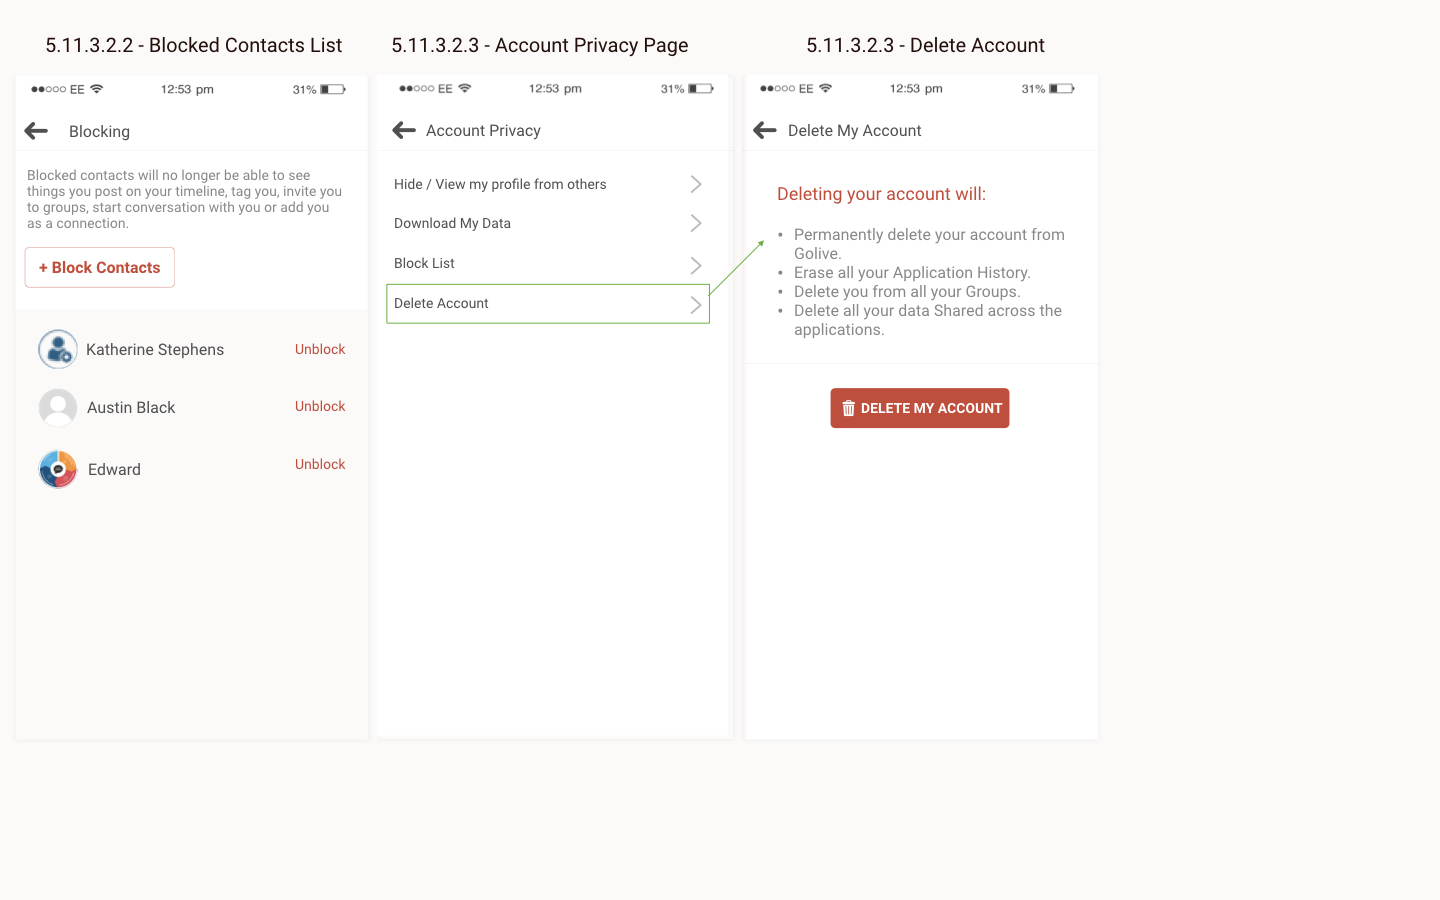 5.11.3.2.2 - Blocked Contacts List
EE 12:53 pm 31%
Blocking
Blocked contacts will no longer be able to see
things you post on your timeline, tag you, invite you
to groups, start conversation with you or add you
as a connection.
+ Block Contacts
Katherine Stephens Unblock
Austin Black Unblock
Edward Unblock
5.11.3.2.3 - Account Privacy Page
EE 12:53 pm 31%
Account Privacy
Hide / View my profile from others
Download My Data
Block List
Delete Account
5.11.3.2.3 - Delete Account
EE 12:53 pm 31%
Delete My Account
Deleting your account will:
• Permanently delete your account from
Golive.
• Erase all your Application History.
• Delete you from all your Groups.
• Delete all your data Shared across the
applications.
DELETE MY ACCOUNT